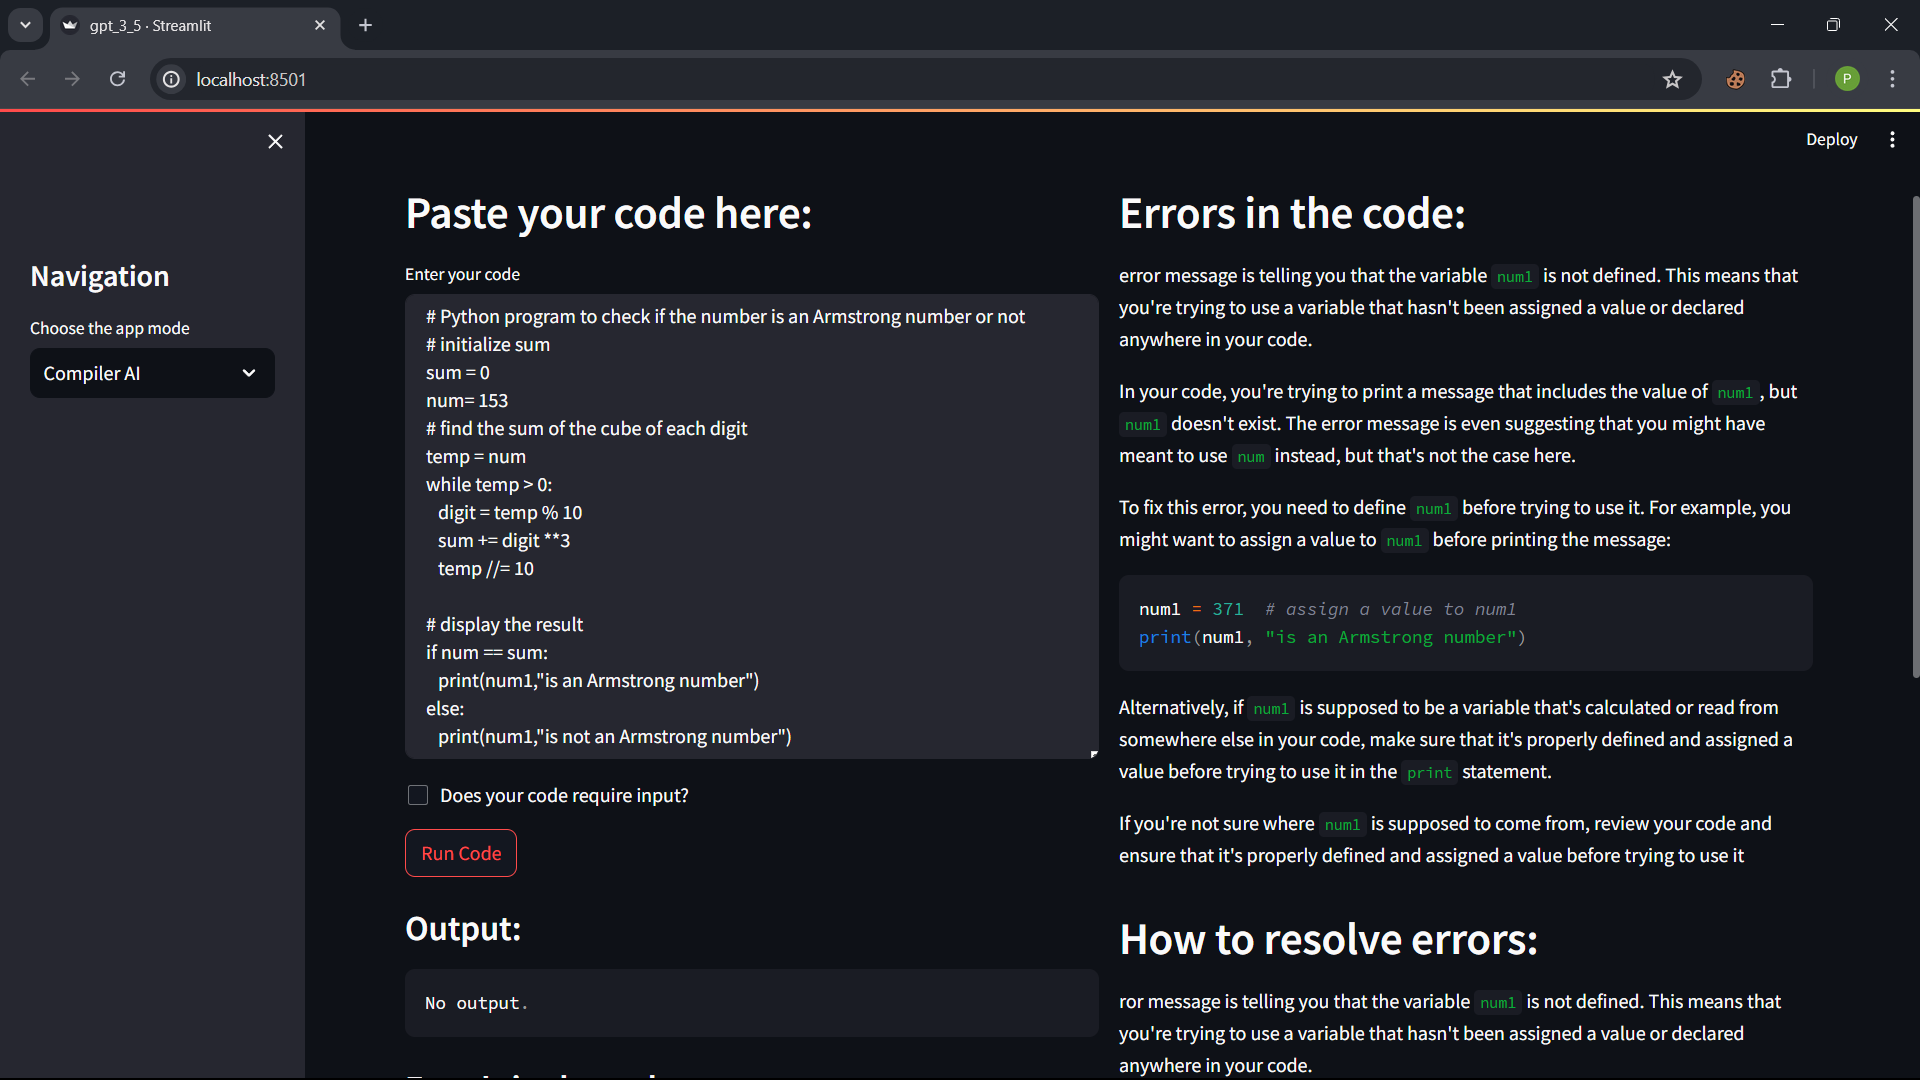 gpt_3_5 · Streamlit
localhost:8501
P
Deploy
Navigation
Choose the app mode
Compiler AI
Paste your code here:
Enter your code
# Python program to check if the number is an Armstrong number or not
# initialize sum
sum = 0
num= 153
# find the sum of the cube of each digit
temp = num
while temp > 0:
digit = temp % 10
sum += digit **3
temp //= 10
# display the result
if num == sum:
print(num1,"is an Armstrong number")
else:
print(num1,"is not an Armstrong number")
Does your code require input?
Run Code
Output:
No output.
Errors in the code:
error message is telling you that the variable num1 is not defined. This means that
you're trying to use a variable that hasn't been assigned a value or declared
anywhere in your code.
In your code, you're trying to print a message that includes the value of num1 , but
num1 doesn't exist. The error message is even suggesting that you might have
meant to use num instead, but that's not the case here.
To fix this error, you need to define num1 before trying to use it. For example, you
might want to assign a value to num1 before printing the message:
num1 = 371 # assign a value to num1
print(num1, "is an Armstrong number")
Alternatively, if num1 is supposed to be a variable that's calculated or read from
somewhere else in your code, make sure that it's properly defined and assigned a
value before trying to use it in the print statement.
If you're not sure where num1 is supposed to come from, review your code and
ensure that it's properly defined and assigned a value before trying to use it
How to resolve errors:
ror message is telling you that the variable num1 is not defined. This means that
you're trying to use a variable that hasn't been assigned a value or declared
anywhere in your code.